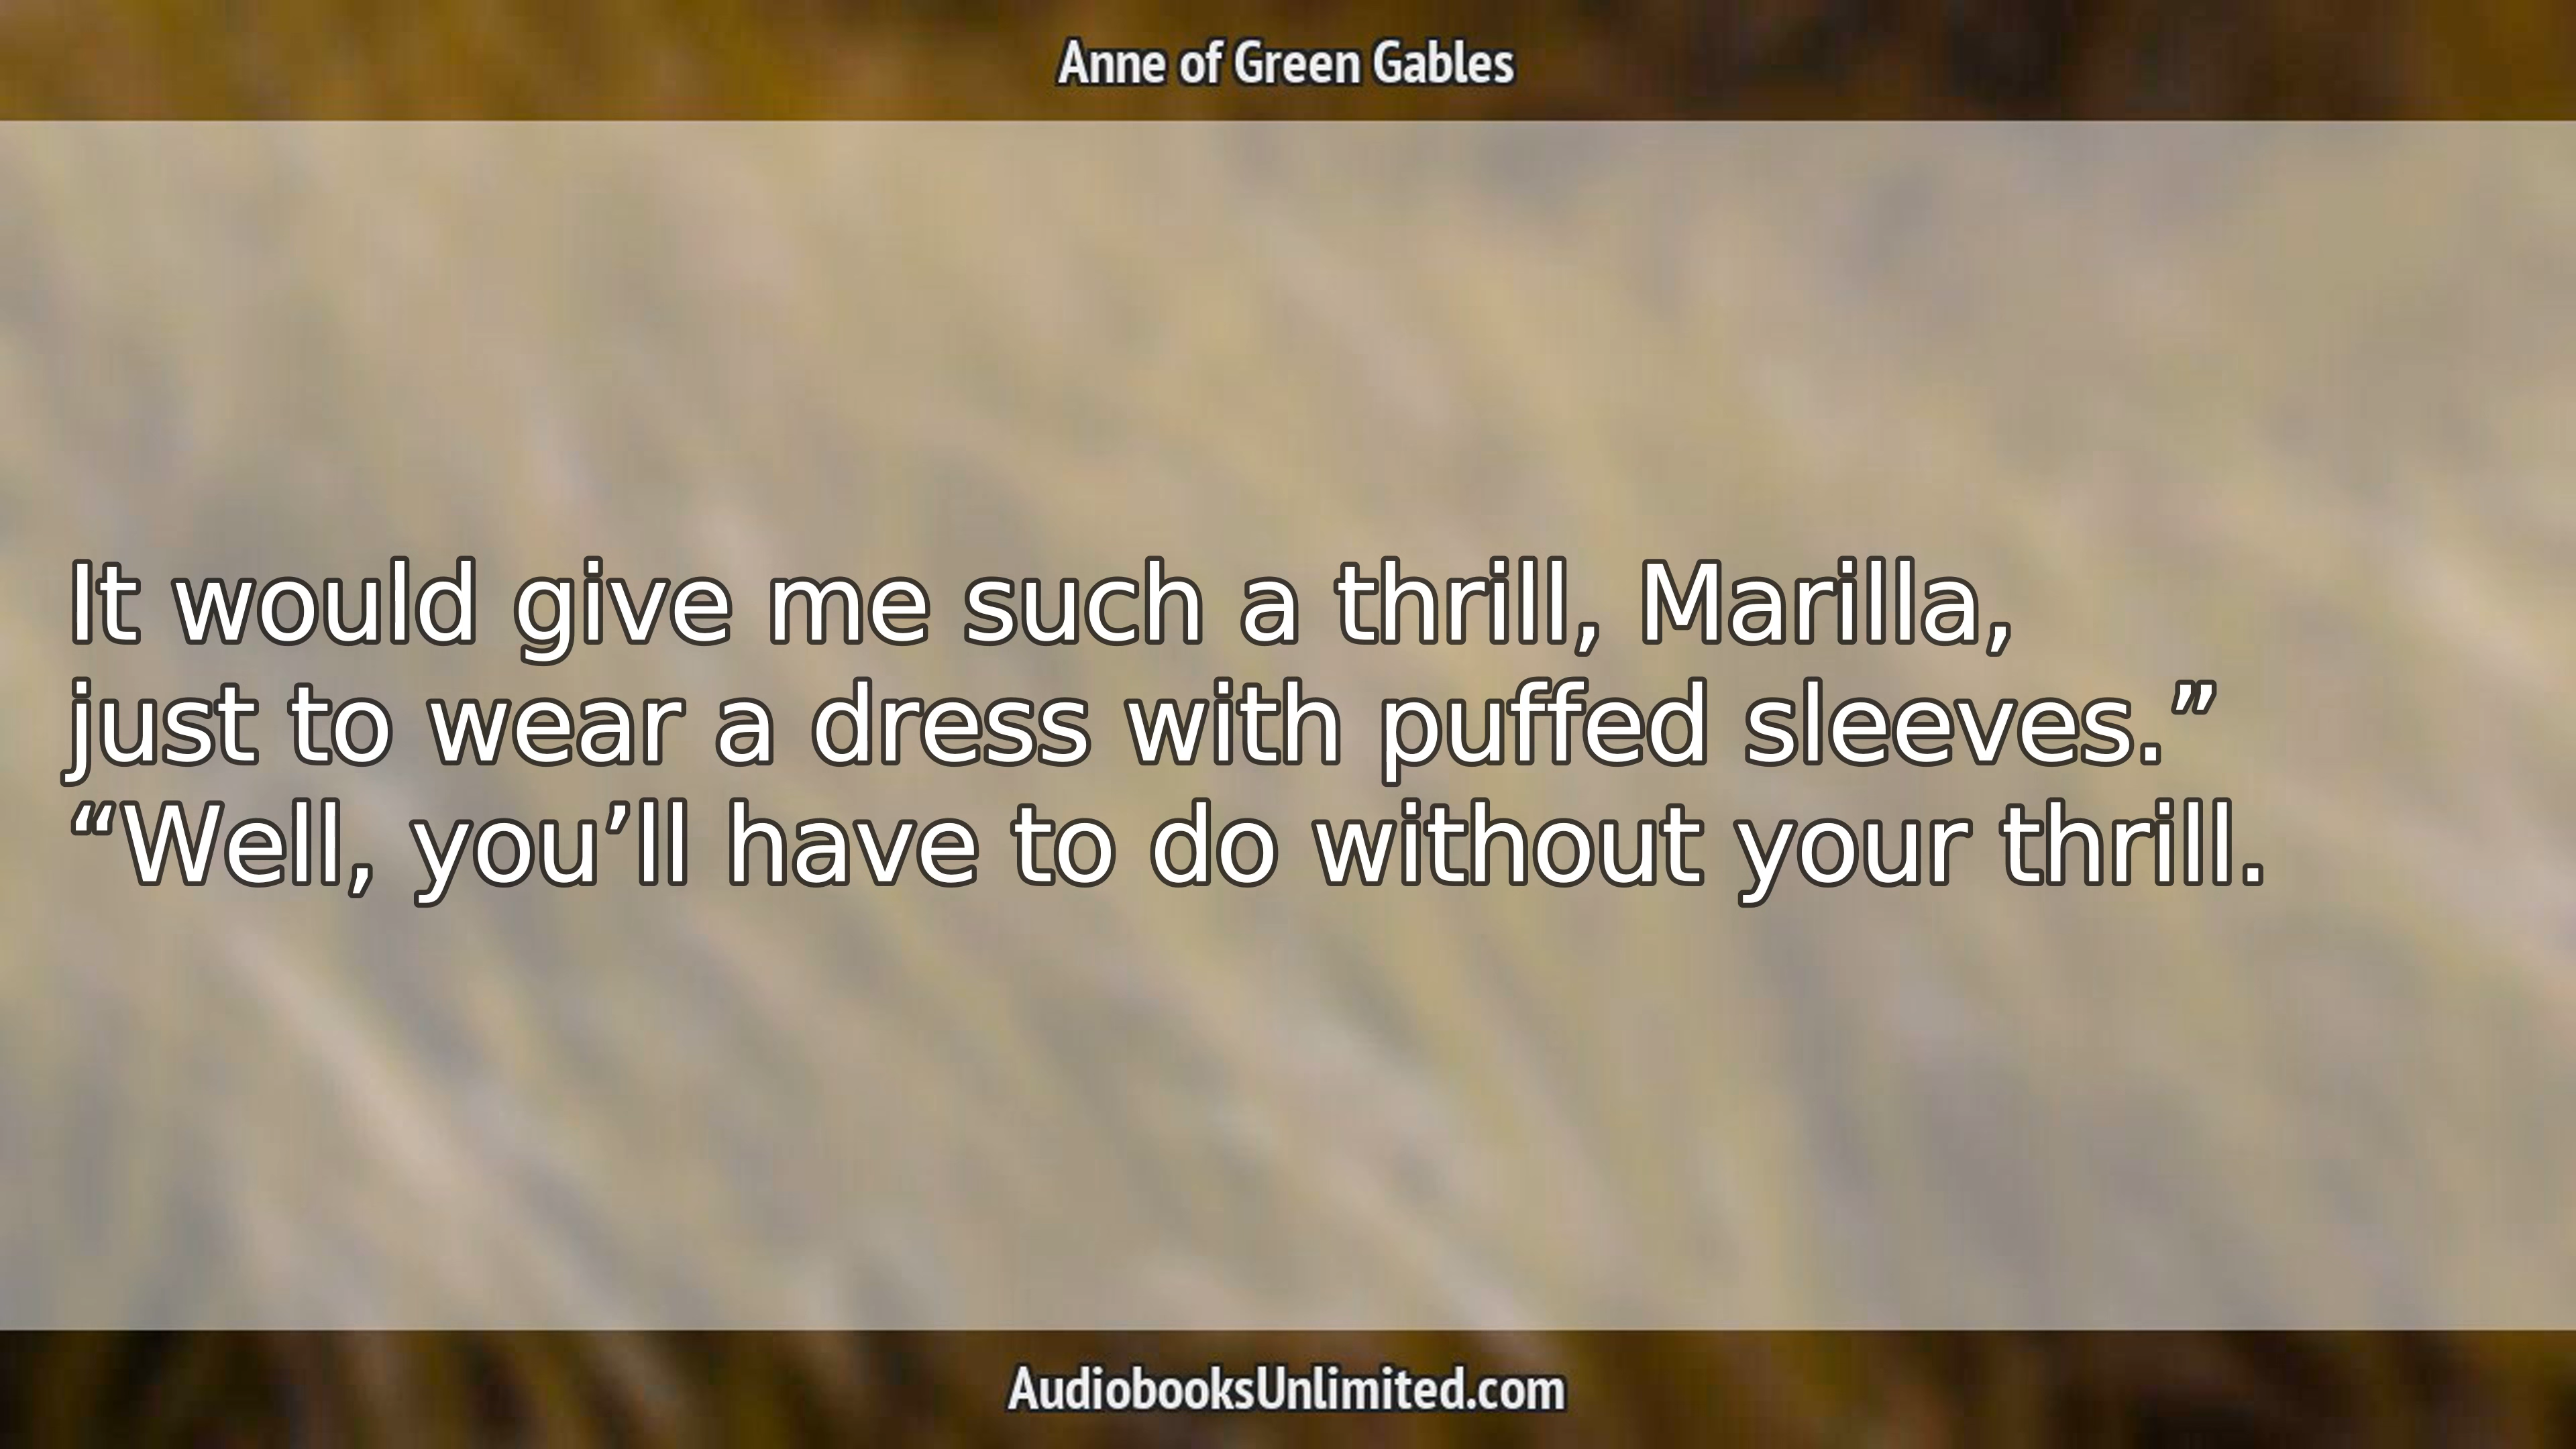 Anne of Green Gables
It would give me such a thrill, Marilla,
just to wear a dress with puffed sleeves.”
“Well, you’ll have to do without your thrill.
AudiobooksUnlimited.com